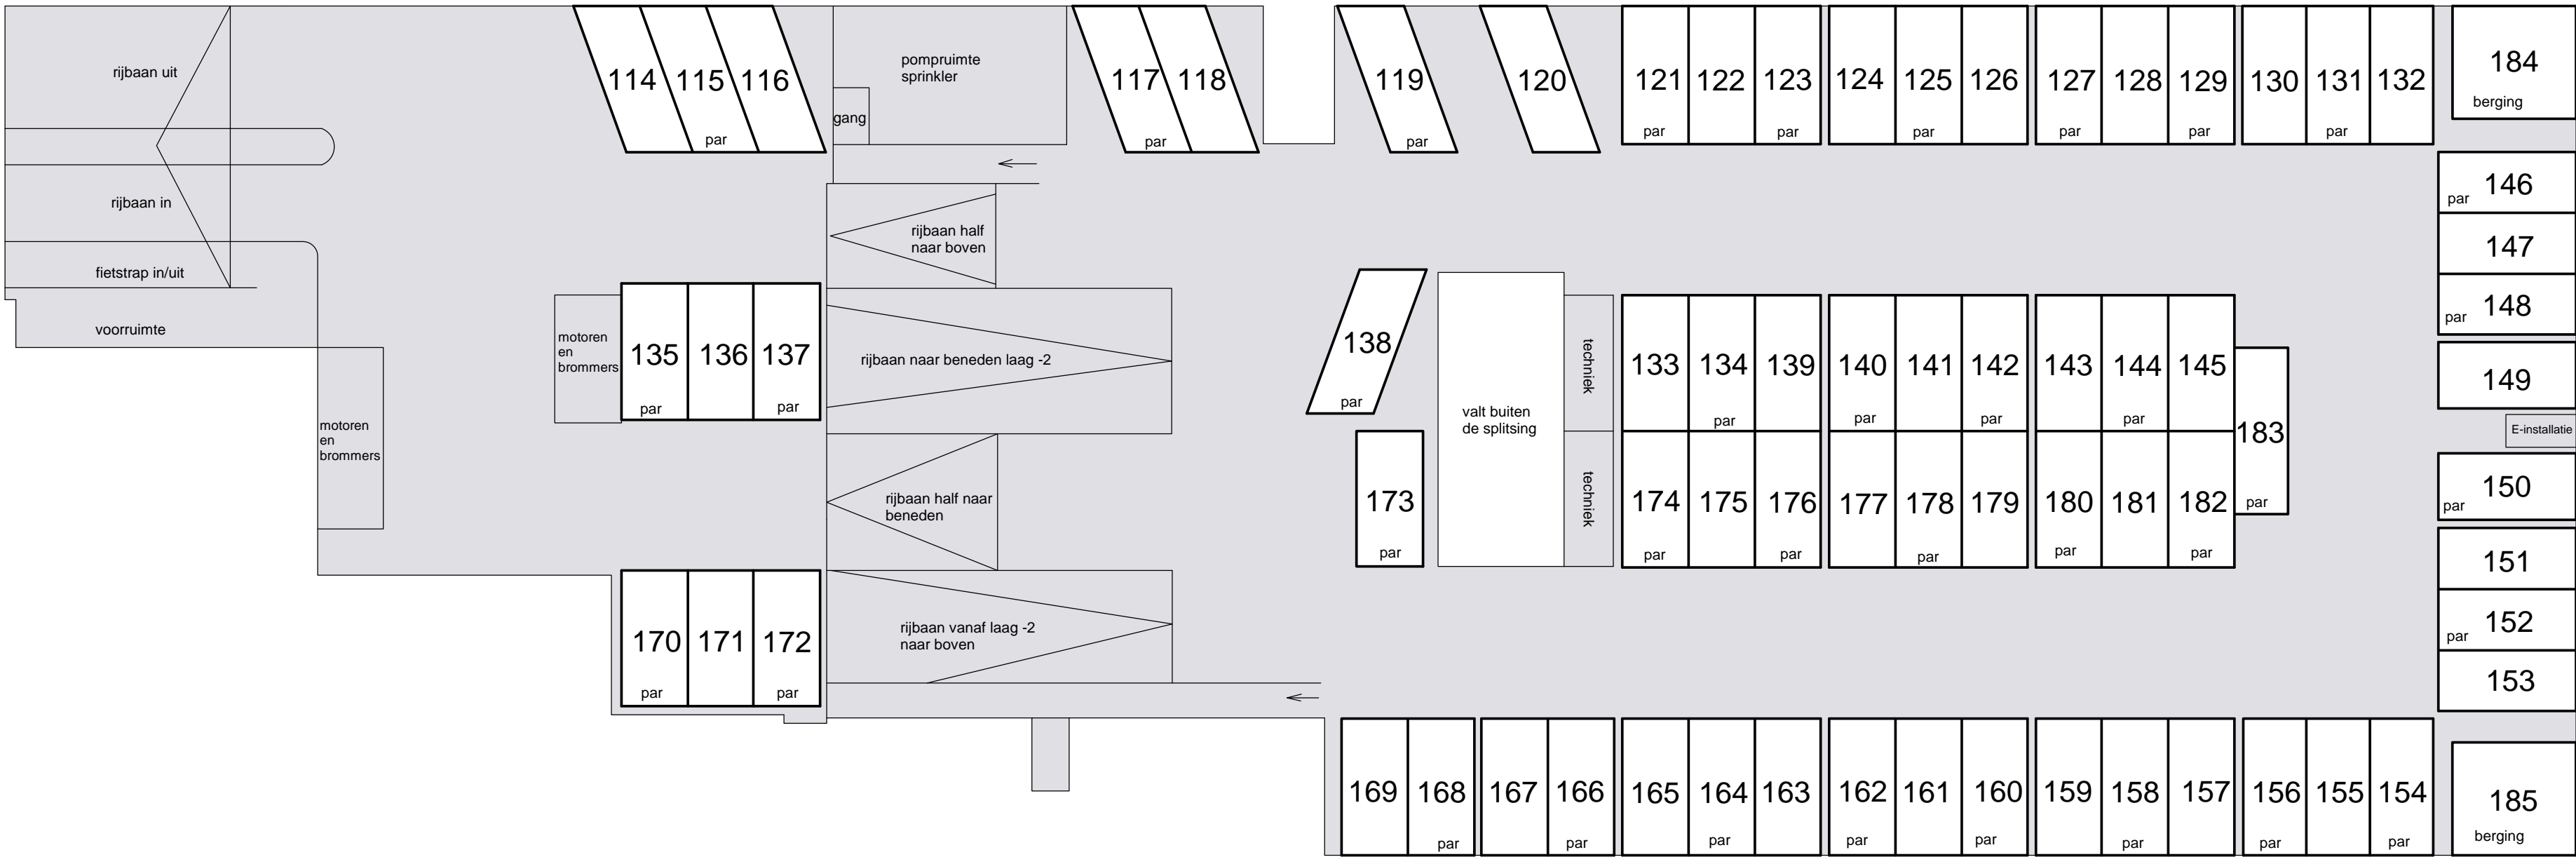 rijbaan uit
rijbaan in
fietstrap in/uit
voorruimte
motoren
en
brommers
114 115 116
par
gang
pompruimte
sprinkler
117 118
par
119
par
120
121 122 123
par par
124 125 126
par
127 128 129
par par
130 131 132
par
184
berging
rijbaan half
naar boven
motoren
en
brommers
135 136 137
par par
rijbaan naar beneden laag -2
rijbaan half naar
beneden
170 171 172
par par
rijbaan vanaf laag -2
naar boven
138
par
173
par
valt buiten
de splitsing
techniek
techniek
133 134 139 140 141 142 143 144 145
par par par par
174 175 176 177 178 179 180 181 182
par par par par par
183
par
146
par
147
148
par
149
E-installatie
150
par
151
152
par
153
169 168 167 166 165 164 163 162 161 160 159 158 157 156 155 154
par par par par par par par par
185
berging